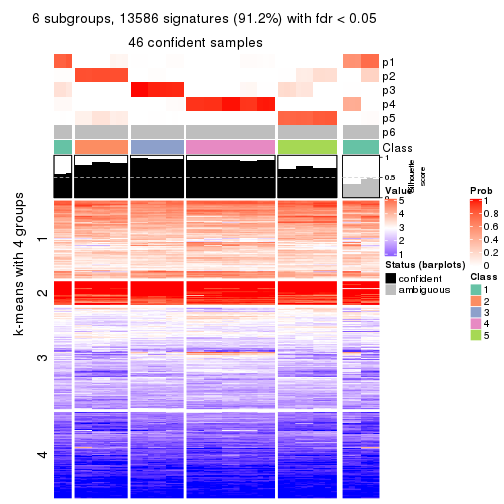 6 subgroups, 13586 signatures (91.2%) with fdr < 0.05
46 confident samples
p1
p2
p3
p4
p5
p6
Class
1
0.5
0
Silhouette
score
k-means with 4 groups
1
2
3
4
Value
5
4
3
2
1
Status (barplots)
confident
ambiguous
Prob
1
0.8
0.6
0.4
0.2
0
Class
1
2
3
4
5